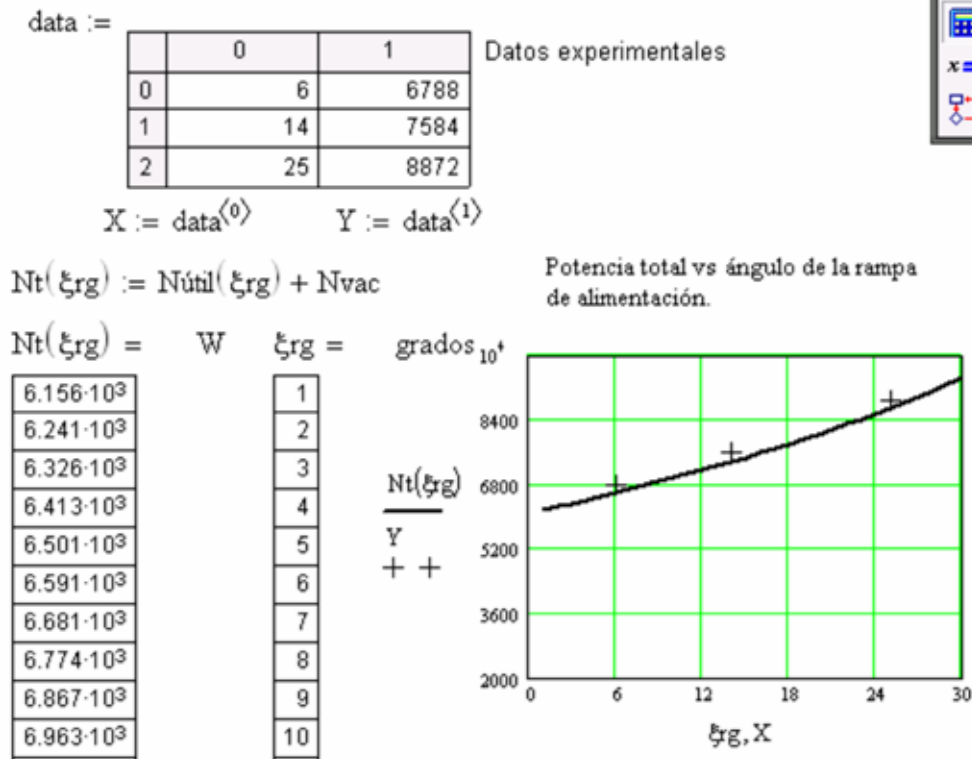 data :=
0 1
0 6 6788
1 14 7584
2 25 8872
Datos experimentales
x=
X := data⟨0⟩ Y := data⟨1⟩
Nt(ξrg) := Nútil(ξrg) + Nvac
Nt(ξrg) = W ξrg = grados
6.156·10³ 1
6.241·10³ 2
6.326·10³ 3
6.413·10³ 4
6.501·10³ 5
6.591·10³ 6
6.681·10³ 7
6.774·10³ 8
6.867·10³ 9
6.963·10³ 10
Potencia total vs ángulo de la rampa
de alimentación.
10⁴
8400
6800
5200
3600
2000
Nt(ξrg)
Y
+ +
0 6 12 18 24 30
ξrg, X